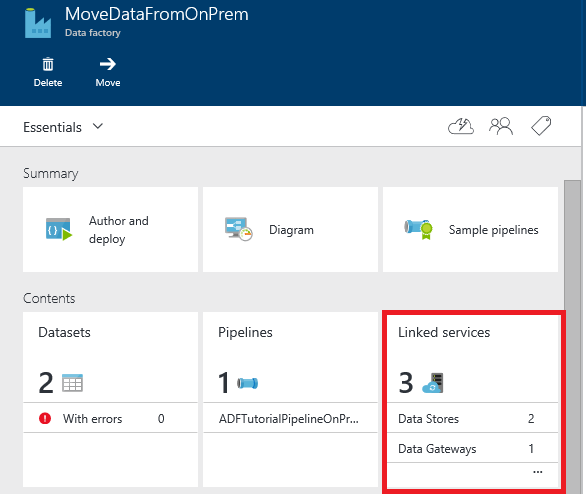 MoveDataFromOnPrem
Data factory
Delete
Move
Essentials
Summary
Author and
deploy
Diagram
Sample pipelines
Contents
Datasets
2
With errors 0
Pipelines
1
ADFTutorialPipelineOnPr...
Linked services
3
Data Stores 2
Data Gateways 1
...